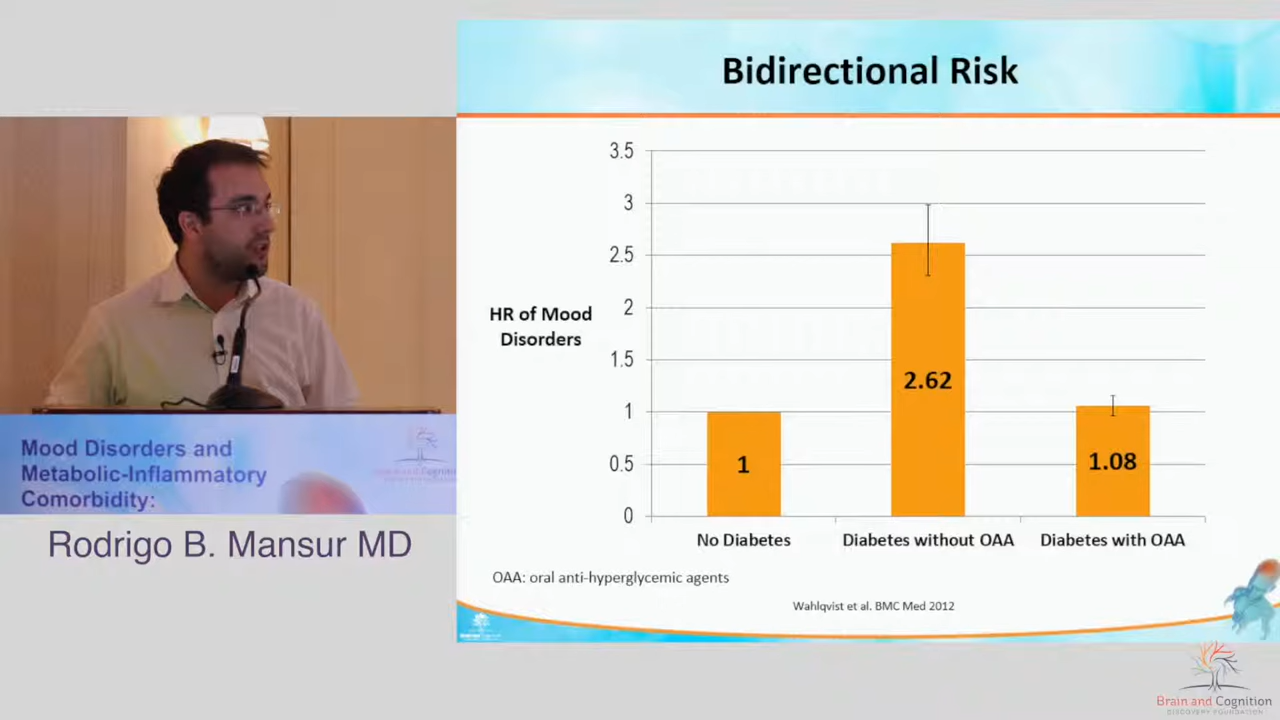 Bidirectional Risk
3.5
3
2.5
2
1.5
1
0.5
0
HR of Mood
Disorders
1
2.62
1.08
No Diabetes
Diabetes without OAA
Diabetes with OAA
OAA: oral anti-hyperglycemic agents
Wahlqvist et al. BMC Med 2012
Mood Disorders and
Metabolic-Inflammatory
Comorbidity:
Rodrigo B. Mansur MD
Brain and Cognition
DISCOVERY FOUNDATION